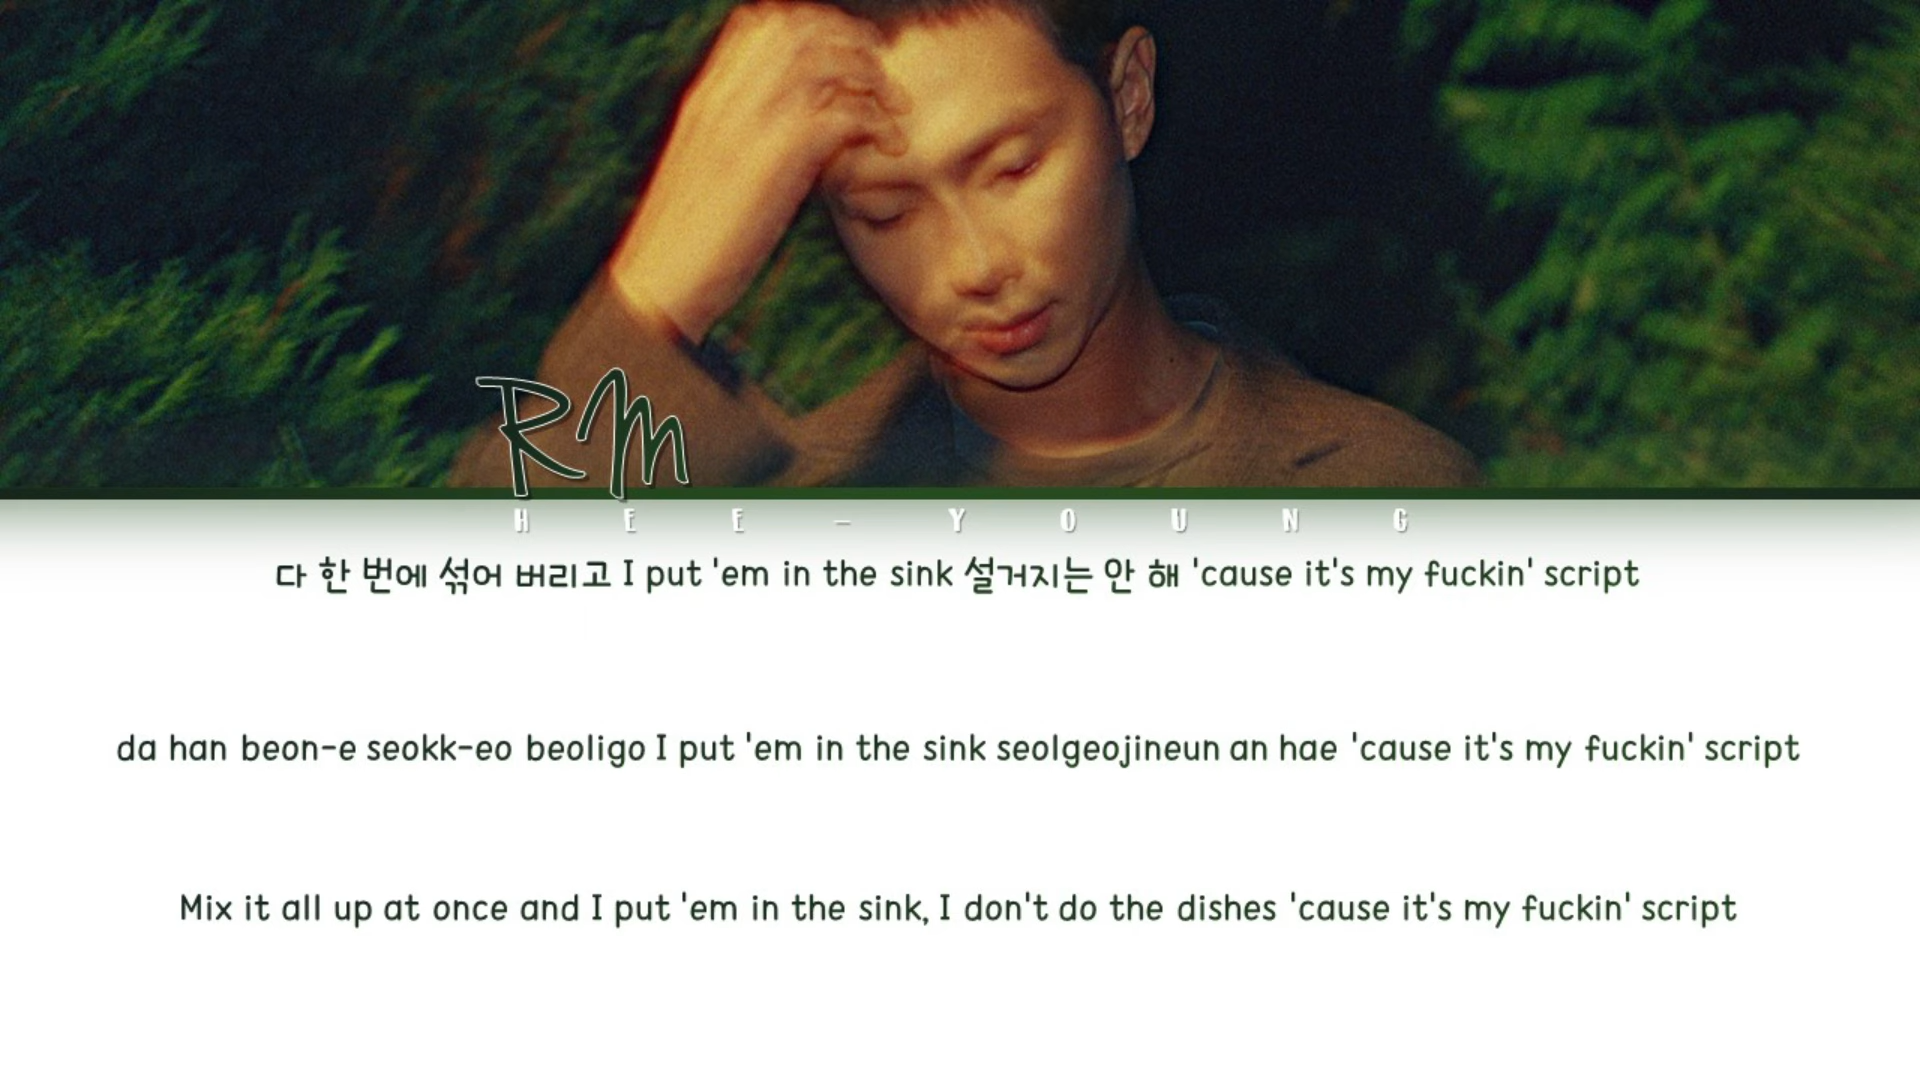 RM
HEE-YOUNG
다 한 번에 섞어 버리고 I put 'em in the sink 설거지는 안 해 'cause it's my fuckin' script
da han beon-e seokk-eo beoligo I put 'em in the sink seolgeojineun an hae 'cause it's my fuckin' script
Mix it all up at once and I put 'em in the sink, I don't do the dishes 'cause it's my fuckin' script